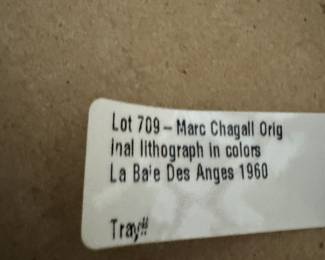 Lot 709 – Marc Chagall Orig
inal lithograph in colors
La Baie Des Anges 1960
Tray#